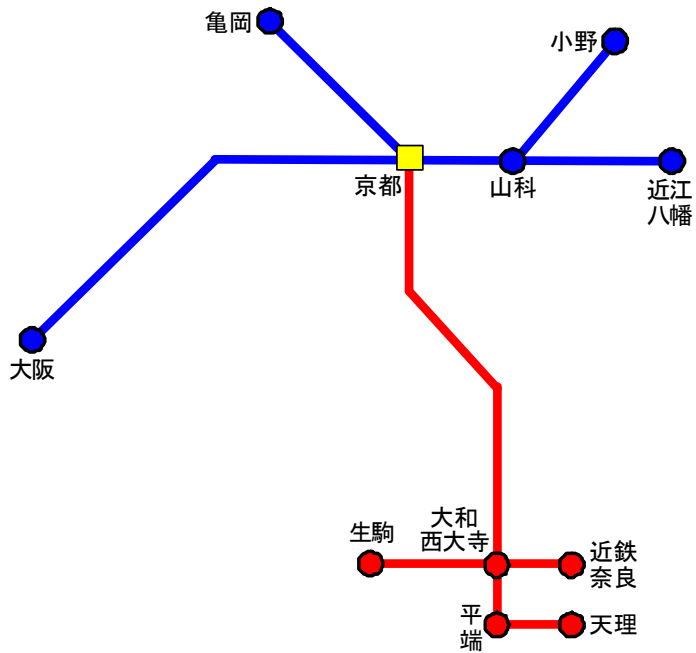 亀岡
小野
京都
山科
近江
八幡
大阪
大和
西大寺
生駒
近鉄
奈良
平
端
天理